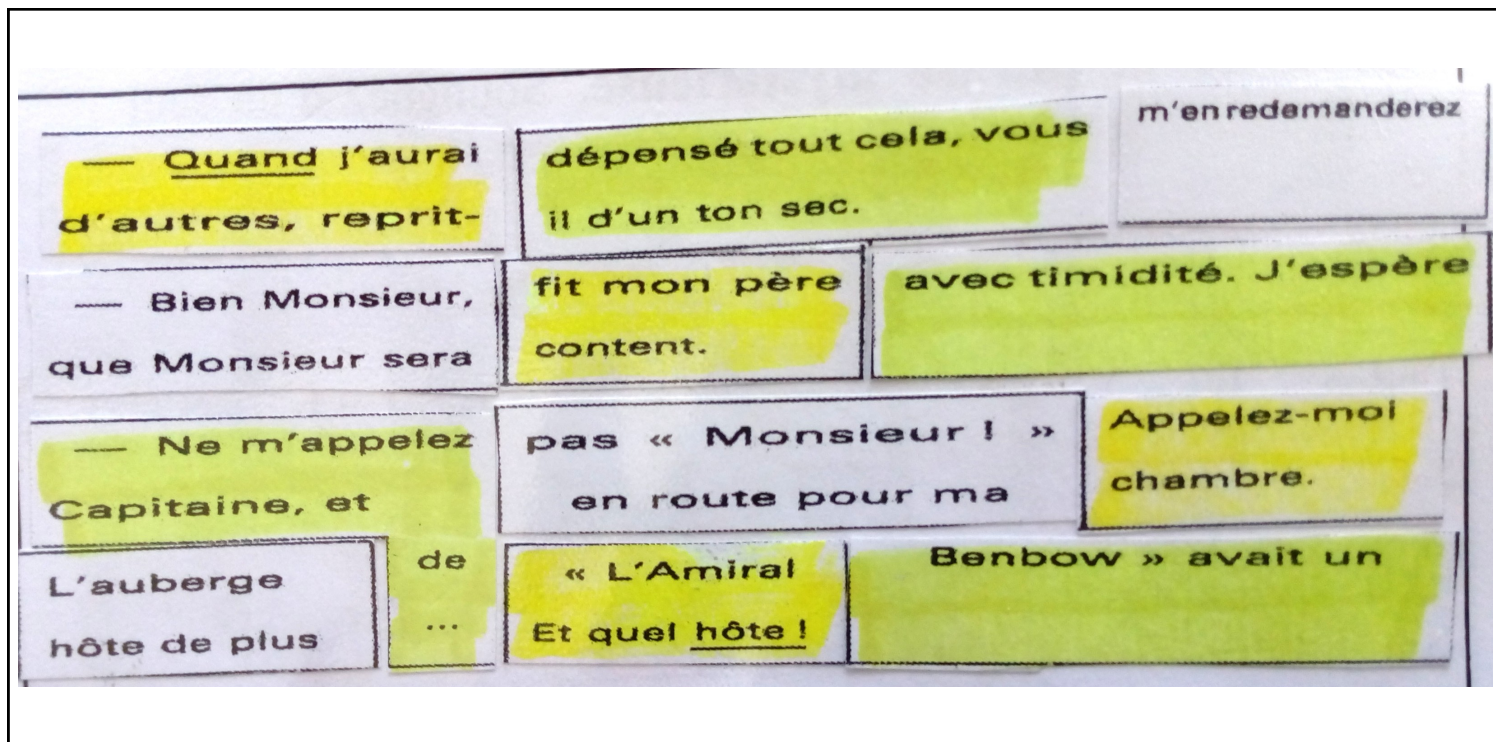 — Quand j'aurai dépensé tout cela, vous m'en redemanderez
d'autres, reprit-il d'un ton sec.
— Bien Monsieur, fit mon père avec timidité. J'espère
que Monsieur sera content.
— Ne m'appelez pas « Monsieur ! » Appelez-moi
Capitaine, et en route pour ma chambre.
L'auberge de « L'Amiral Benbow » avait un
hôte de plus ... Et quel hôte !